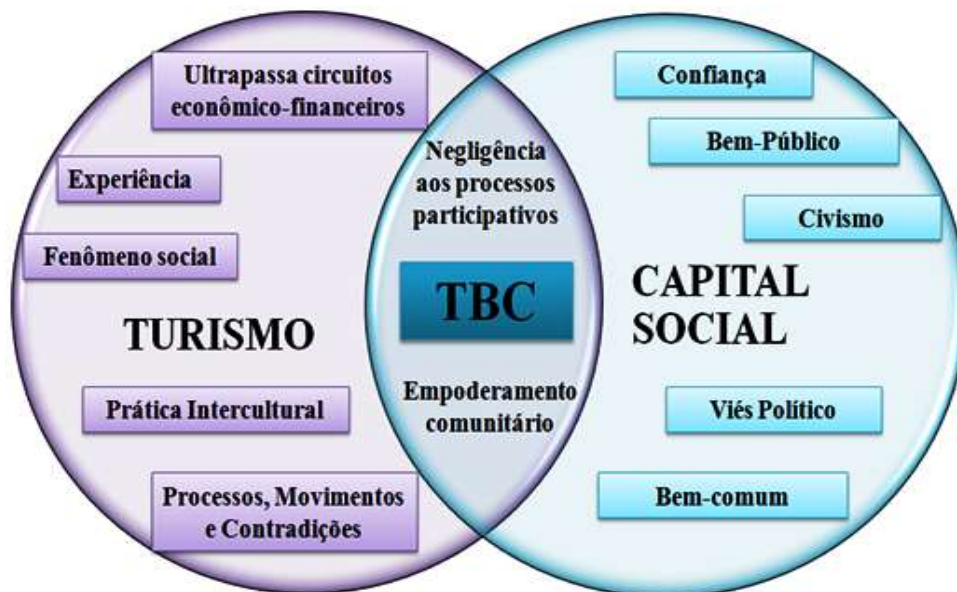 Ultrapassa circuitos
econômico-financeiros
Experiência
Fenômeno social
TURISMO
Prática Intercultural
Processos, Movimentos
e Contradições
Negligência
aos processos
participativos
TBC
Empoderamento
comunitário
Confiança
Bem-Público
Civismo
CAPITAL
SOCIAL
Viés Político
Bem-comum